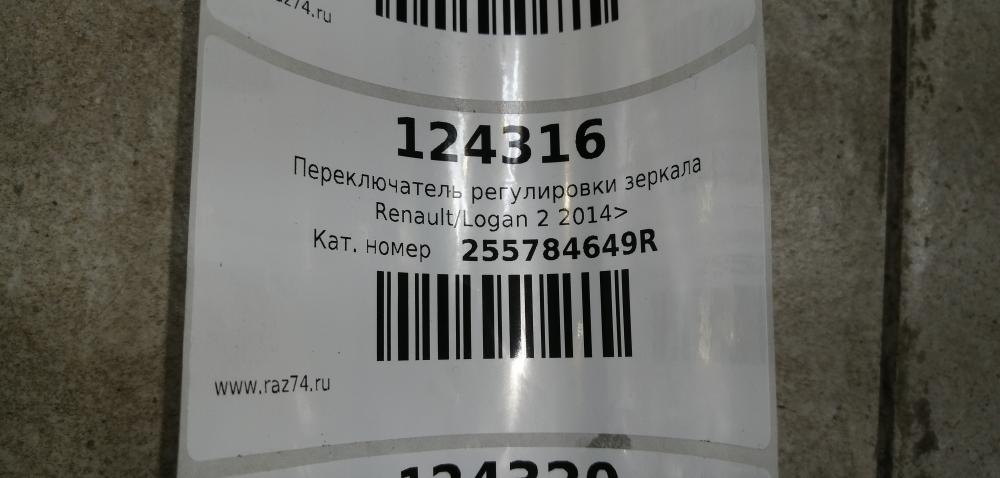 124316
Переключатель регулировки зеркала
Renault/Logan 2 2014>
Кат. номер 255784649R
www.raz74.ru